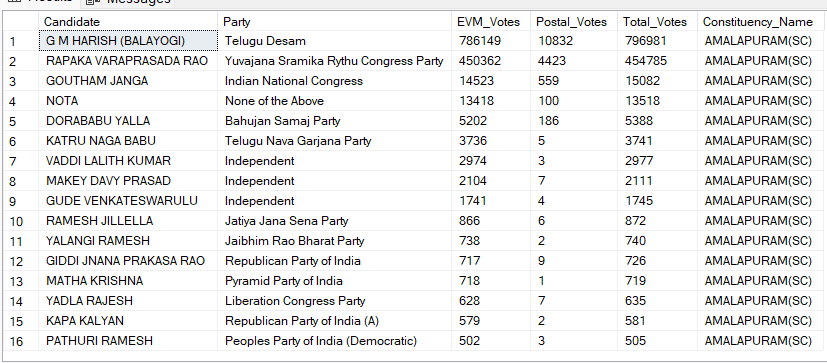 Results Messages
Candidate Party EVM_Votes Postal_Votes Total_Votes Constituency_Name
1 G M HARISH (BALAYOGI) Telugu Desam 786149 10832 796981 AMALAPURAM(SC)
2 RAPAKA VARAPRASADA RAO Yuvajana Sramika Rythu Congress Party 450362 4423 454785 AMALAPURAM(SC)
3 GOUTHAM JANGA Indian National Congress 14523 559 15082 AMALAPURAM(SC)
4 NOTA None of the Above 13418 100 13518 AMALAPURAM(SC)
5 DORABABU YALLA Bahujan Samaj Party 5202 186 5388 AMALAPURAM(SC)
6 KATRU NAGA BABU Telugu Nava Garjana Party 3736 5 3741 AMALAPURAM(SC)
7 VADDI LALITH KUMAR Independent 2974 3 2977 AMALAPURAM(SC)
8 MAKEY DAVY PRASAD Independent 2104 7 2111 AMALAPURAM(SC)
9 GUDE VENKATESWARULU Independent 1741 4 1745 AMALAPURAM(SC)
10 RAMESH JILLELLA Jatiya Jana Sena Party 866 6 872 AMALAPURAM(SC)
11 YALANGI RAMESH Jaibhim Rao Bharat Party 738 2 740 AMALAPURAM(SC)
12 GIDDI JNANA PRAKASA RAO Republican Party of India 717 9 726 AMALAPURAM(SC)
13 MATHA KRISHNA Pyramid Party of India 718 1 719 AMALAPURAM(SC)
14 YADLA RAJESH Liberation Congress Party 628 7 635 AMALAPURAM(SC)
15 KAPA KALYAN Republican Party of India (A) 579 2 581 AMALAPURAM(SC)
16 PATHURI RAMESH Peoples Party of India (Democratic) 502 3 505 AMALAPURAM(SC)